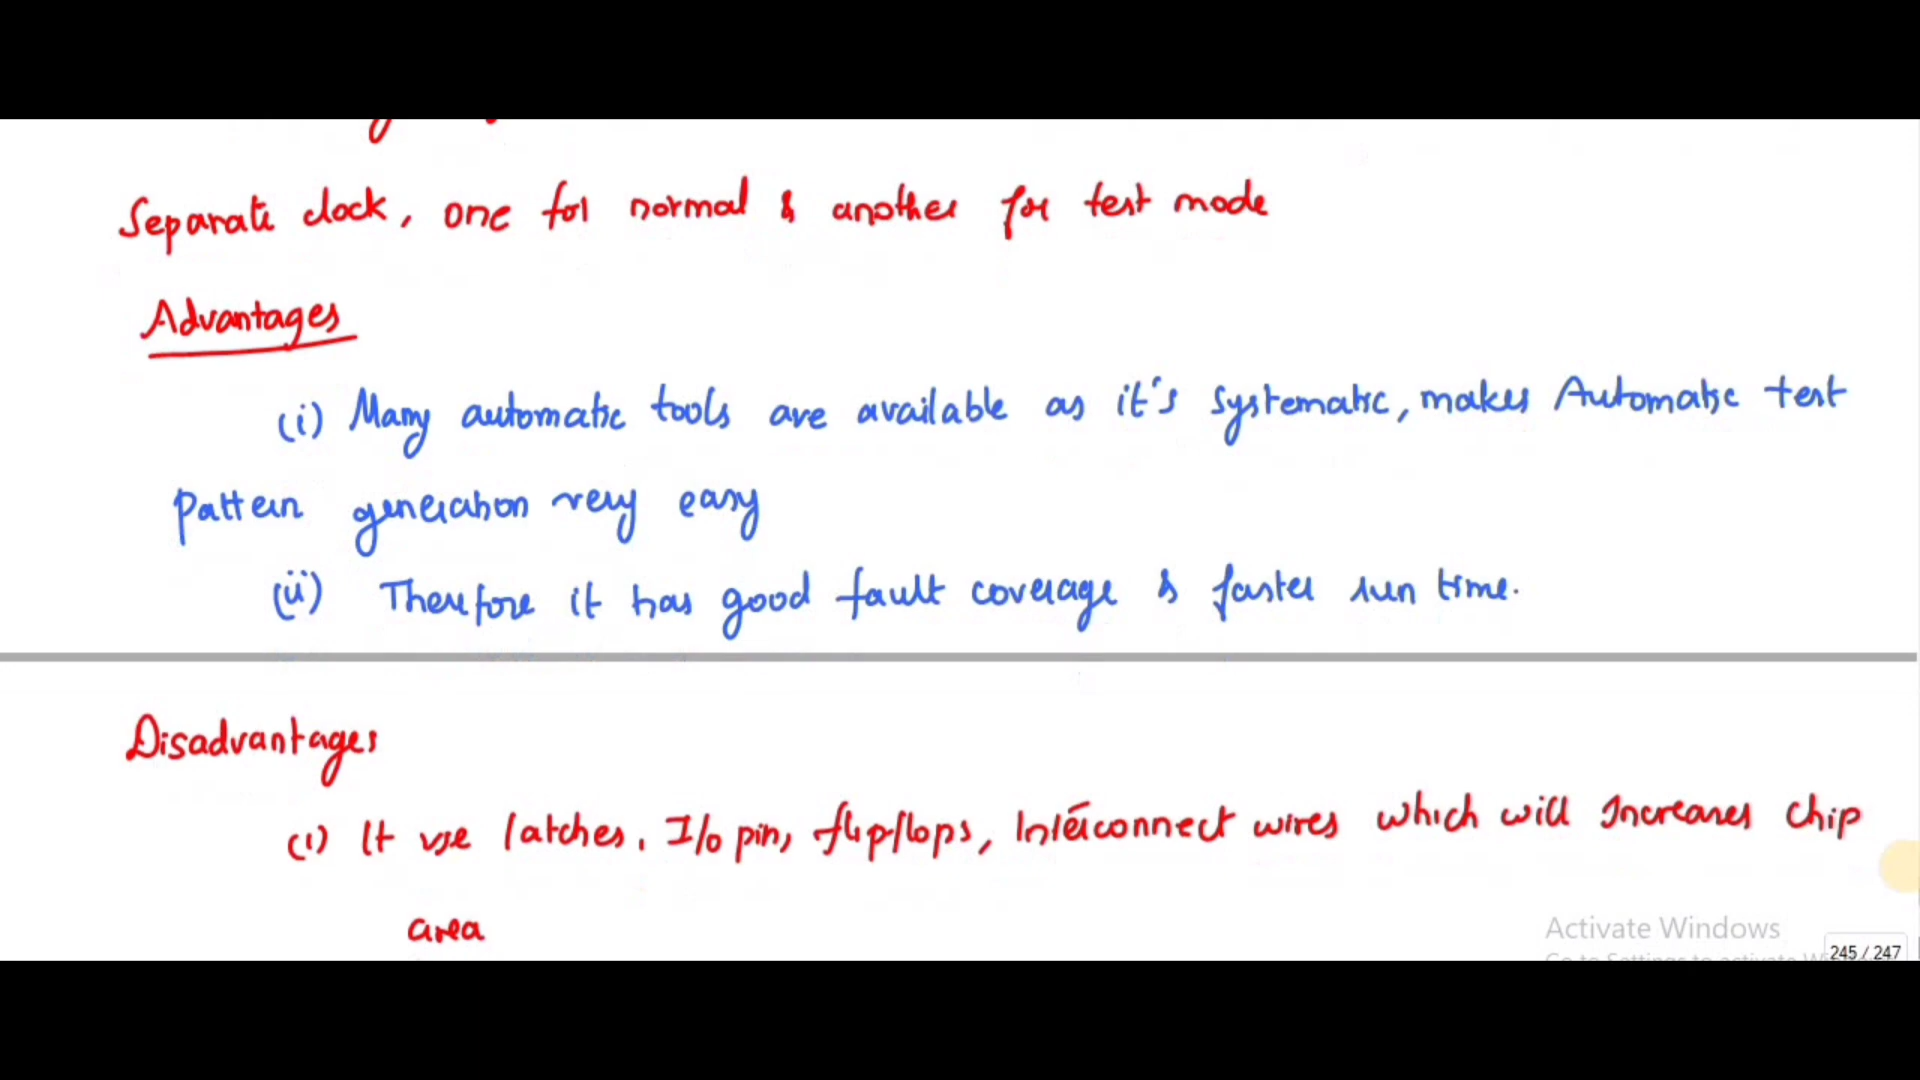 Separate clock, one for normal & another for test mode
Advantages
(i) Many automatic tools are available as it's systematic, makes Automatic test
pattern generation very easy
(ii) Therefore it has good fault coverage & faster run time.
Disadvantages
(i) It use latches, I/o pin, flipflops, Interconnect wires which will increases chip
area
Activate Windows
245 / 247